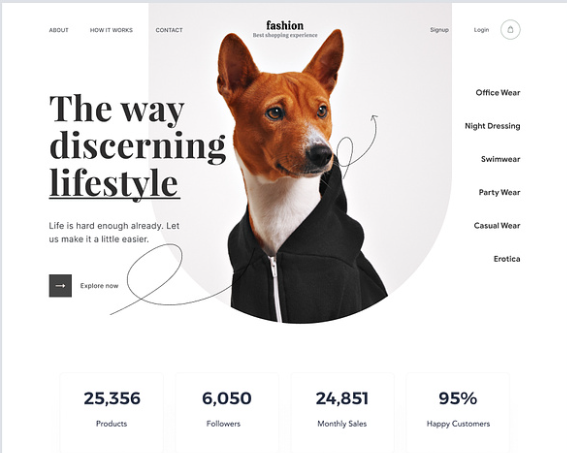 ABOUT HOW IT WORKS CONTACT
fashion
Best shopping experience
Signup Login
The way
discerning
lifestyle
Life is hard enough already. Let
us make it a little easier.
Explore now
Office Wear
Night Dressing
Swimwear
Party Wear
Casual Wear
Erotica
25,356
Products
6,050
Followers
24,851
Monthly Sales
95%
Happy Customers